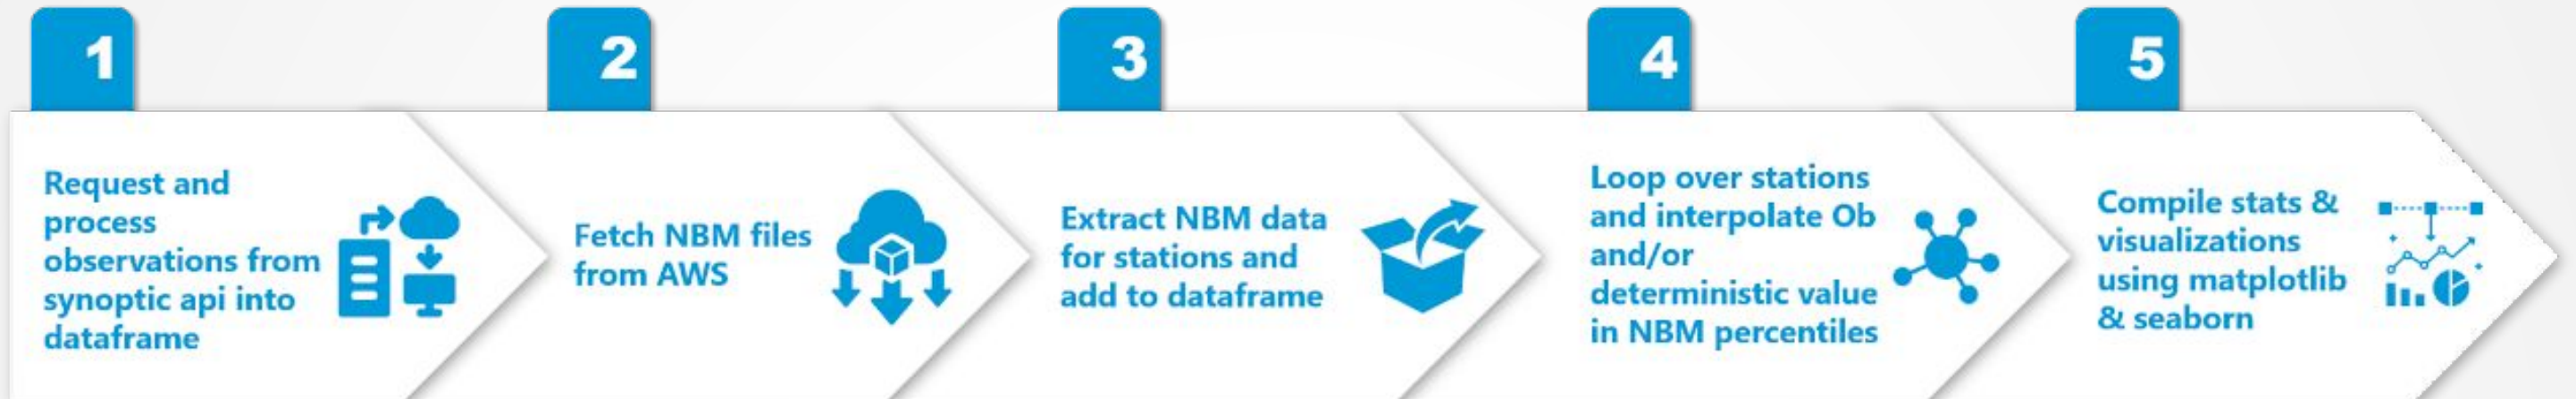 1
Request and
process
observations from
synoptic api into
dataframe
2
Fetch NBM files
from AWS
3
Extract NBM data
for stations and
add to dataframe
4
Loop over stations
and interpolate Ob
and/or
deterministic value
in NBM percentiles
5
Compile stats &
visualizations
using matplotlib
& seaborn